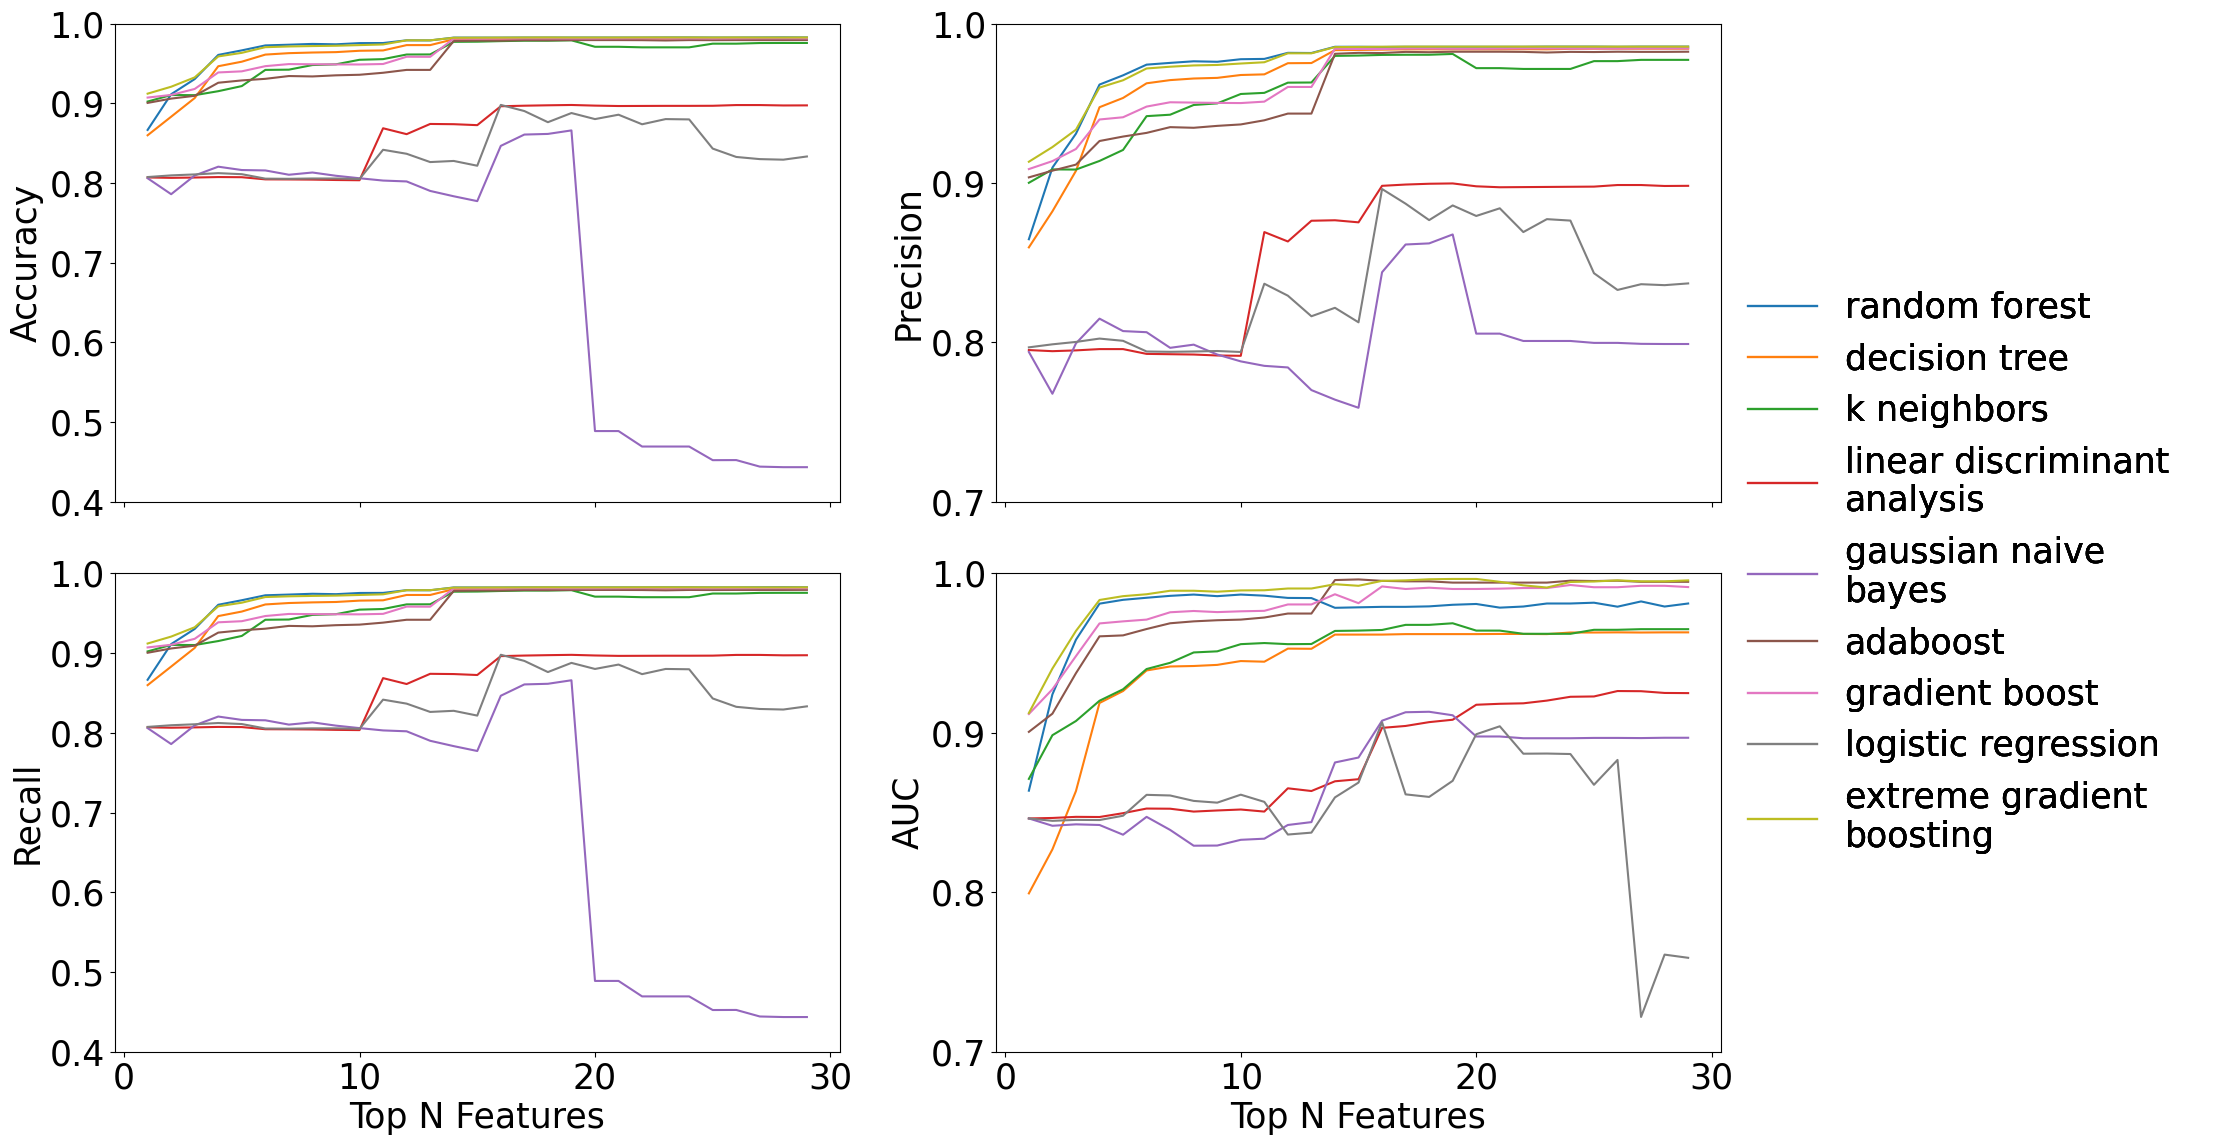 1.0
0.9
0.8
0.7
0.6
0.5
0.4
Accuracy
1.0
0.9
0.8
0.7
Precision
1.0
0.9
0.8
0.7
0.6
0.5
0.4
Recall
0
10
20
30
Top N Features
1.0
0.9
0.8
0.7
AUC
0
10
20
30
Top N Features
random forest
decision tree
k neighbors
linear discriminant
analysis
gaussian naive
bayes
adaboost
gradient boost
logistic regression
extreme gradient
boosting